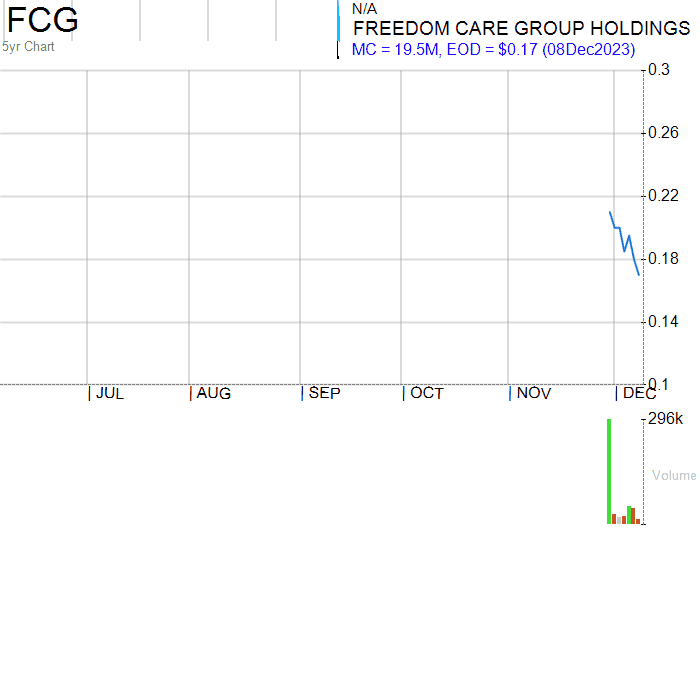 FCG
5yr Chart
N/A
FREEDOM CARE GROUP HOLDINGS
MC = 19.5M, EOD = $0.17 (08Dec2023)
0.3
0.26
0.22
0.18
0.14
0.1
JUL AUG SEP OCT NOV DEC
296k
Volume